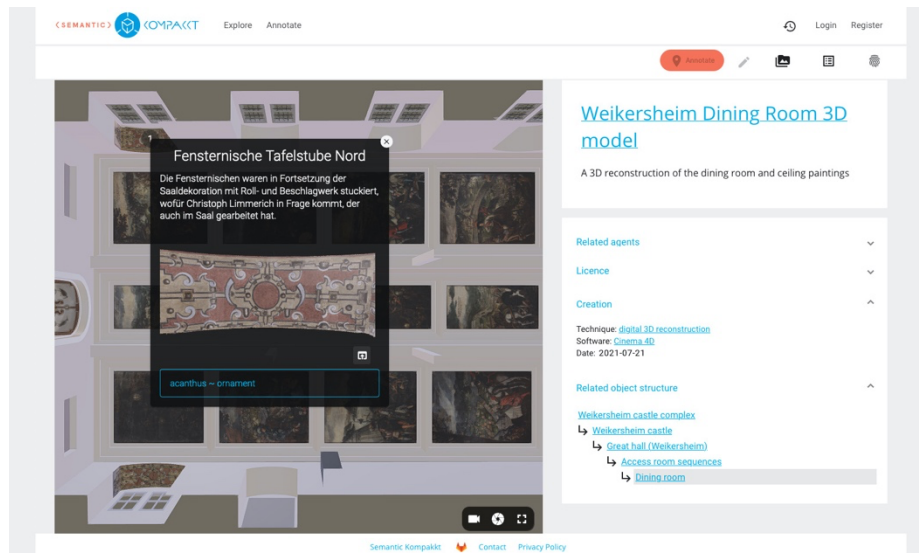 (SEMANTIC) KOMPAKKT Explore Annotate Login Register
Annotate
Weikersheim Dining Room 3D
model
A 3D reconstruction of the dining room and ceiling paintings
1
Fensternische Tafelstube Nord
Die Fensternischen waren in Fortsetzung der
Saaldekoration mit Roll- und Beschlagwerk stuckiert,
wofür Christoph Limmerich in Frage kommt, der
auch im Saal gearbeitet hat.
acanthus ~ ornament
Related agents
Licence
Creation
Technique: digital 3D reconstruction
Software: Cinema 4D
Date: 2021-07-21
Related object structure
Weikersheim castle complex
Weikersheim castle
Great hall (Weikersheim)
Access room sequences
Dining room
Semantic Kompakkt Contact Privacy Policy